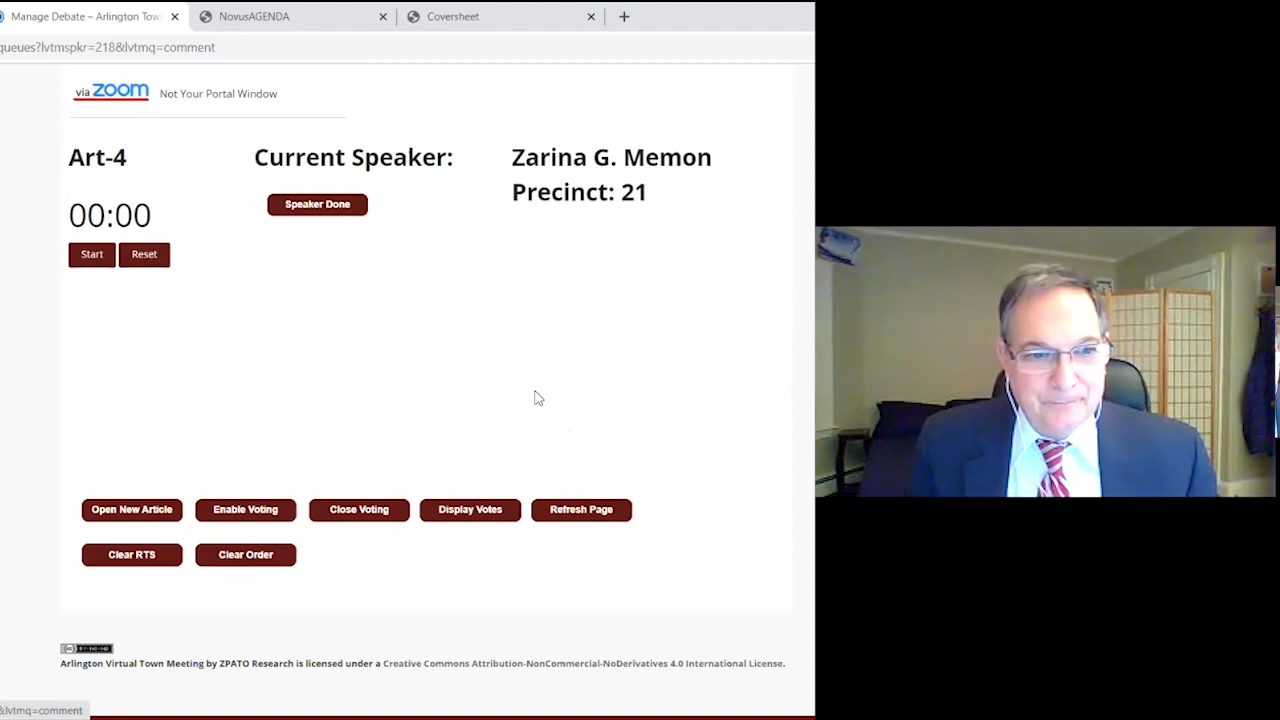 Manage Debate – Arlington Tow
NovusAGENDA
Coversheet
queues?lvtmspkr=218&lvtmq=comment
via zoom Not Your Portal Window
Art-4
Current Speaker:
Zarina G. Memon
Precinct: 21
Speaker Done
00:00
Start
Reset
Open New Article
Enable Voting
Close Voting
Display Votes
Refresh Page
Clear RTS
Clear Order
Arlington Virtual Town Meeting by ZPATO Research is licensed under a Creative Commons Attribution-NonCommercial-NoDerivatives 4.0 International License.
&lvtmq=comment